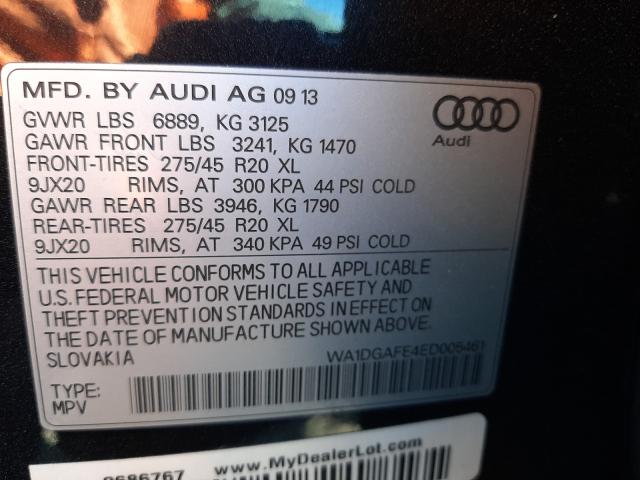 MFD. BY AUDI AG 09 13
Audi
GVWR LBS 6889, KG 3125
GAWR FRONT LBS 3241, KG 1470
FRONT-TIRES 275/45 R20 XL
9JX20 RIMS, AT 300 KPA 44 PSI COLD
GAWR REAR LBS 3946, KG 1790
REAR-TIRES 275/45 R20 XL
9JX20 RIMS, AT 340 KPA 49 PSI COLD
THIS VEHICLE CONFORMS TO ALL APPLICABLE
U.S. FEDERAL MOTOR VEHICLE SAFETY AND
THEFT PREVENTION STANDARDS IN EFFECT ON
THE DATE OF MANUFACTURE SHOWN ABOVE.
SLOVAKIA WA1DGAFE4ED005461
TYPE:
MPV
www.MyDealerLot.com